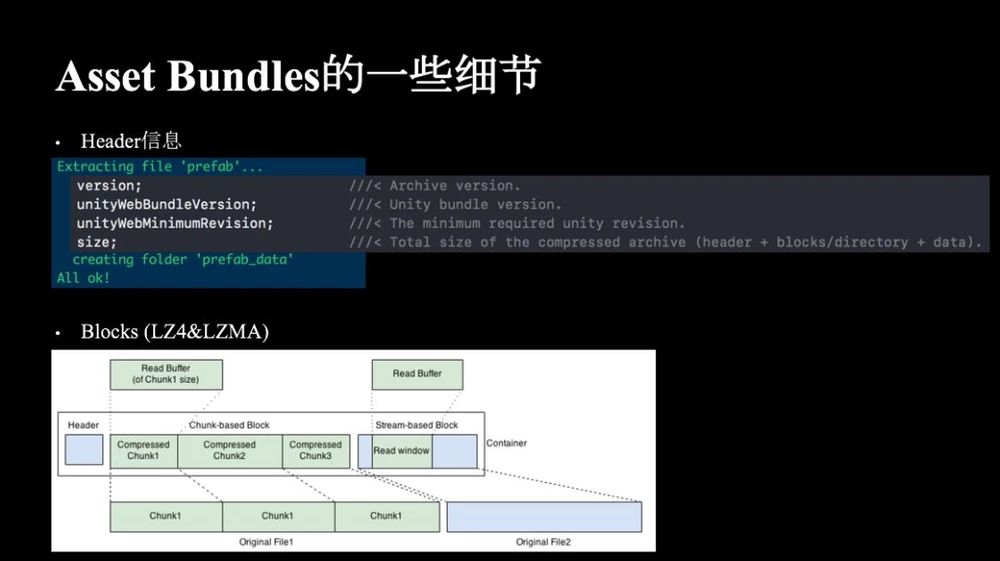 Asset Bundles的一些细节
• Header信息
Extracting file 'prefab'...
version; ///< Archive version.
unityWebBundleVersion; ///< Unity bundle version.
unityWebMinimumRevision; ///< The minimum required unity revision.
size; ///< Total size of the compressed archive (header + blocks/directory + data).
creating folder 'prefab_data'
All ok!
• Blocks (LZ4&LZMA)
Read Buffer
(of Chunk1 size)
Read Buffer
Header
Chunk-based Block
Stream-based Block
Container
Compressed
Chunk1
Compressed
Chunk2
Compressed
Chunk3
Read window
Chunk1
Chunk1
Chunk1
Original File1
Original File2